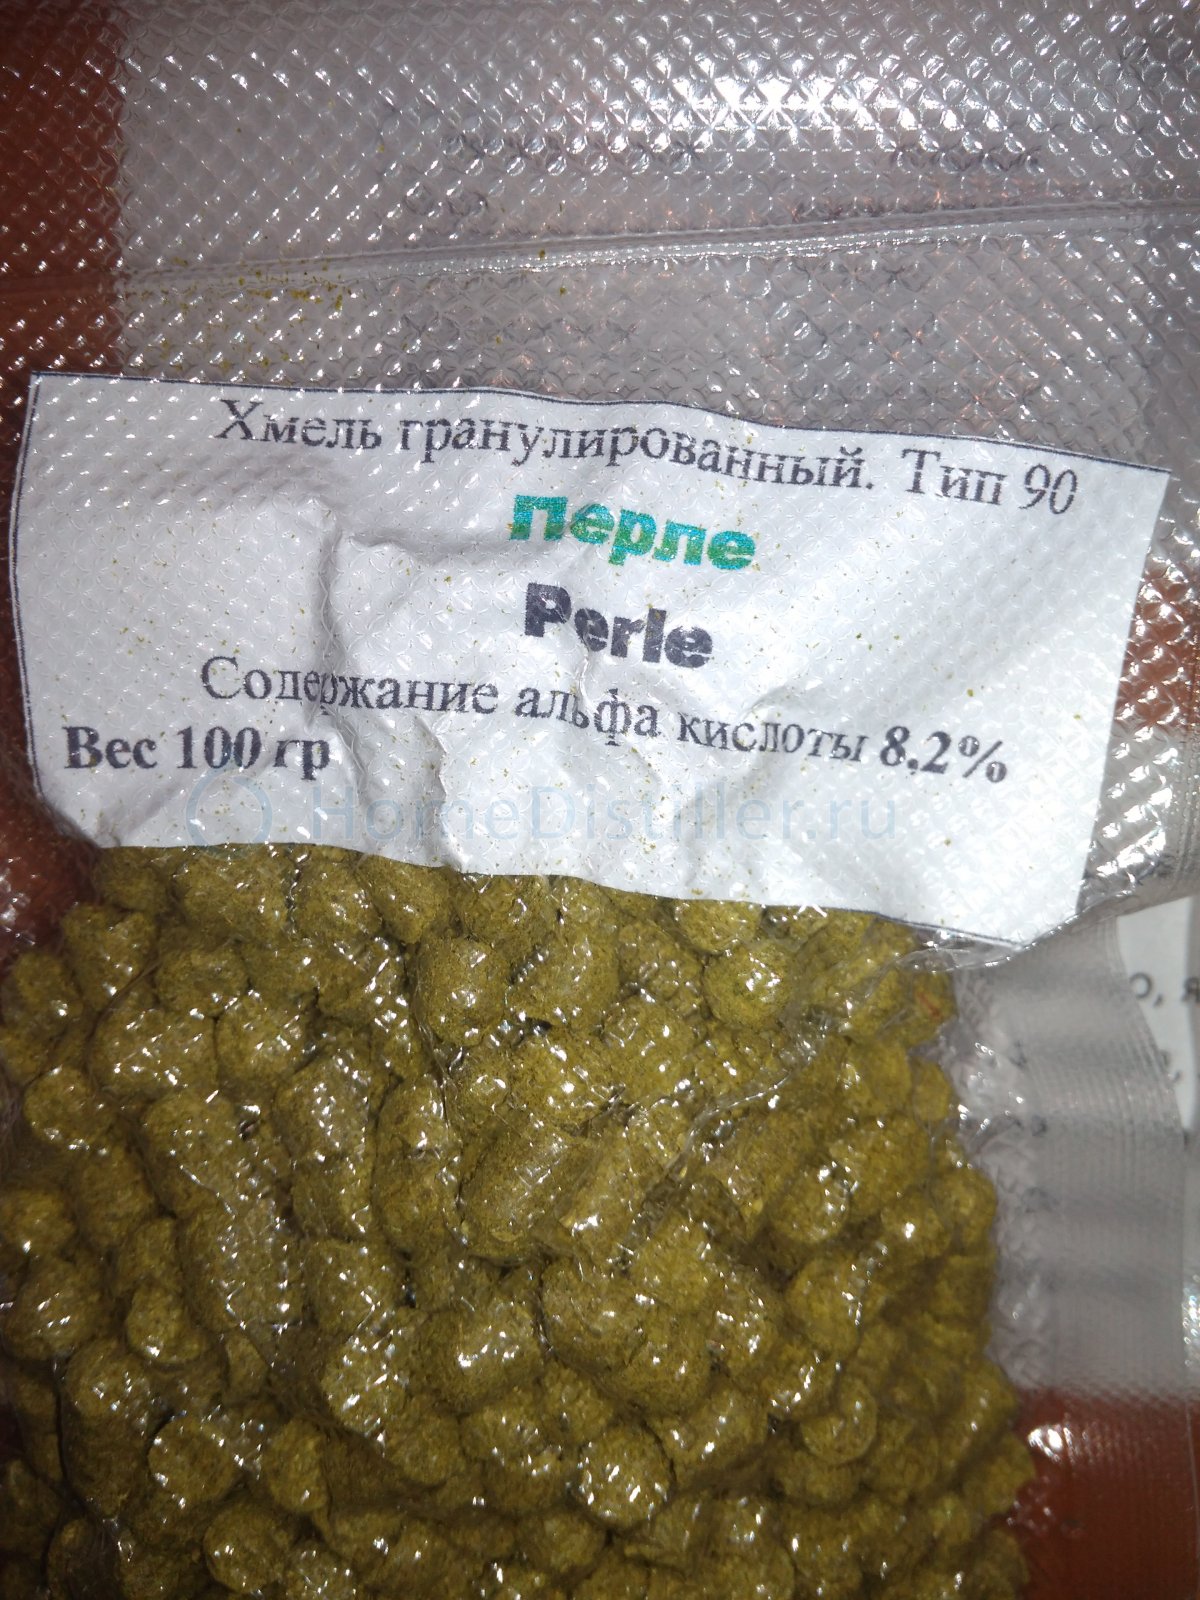 Хмель гранулированный. Тип 90
Перле
Perle
Содержание альфа кислоты 8,2%
Вес 100 гр
HomeDistiller.ru